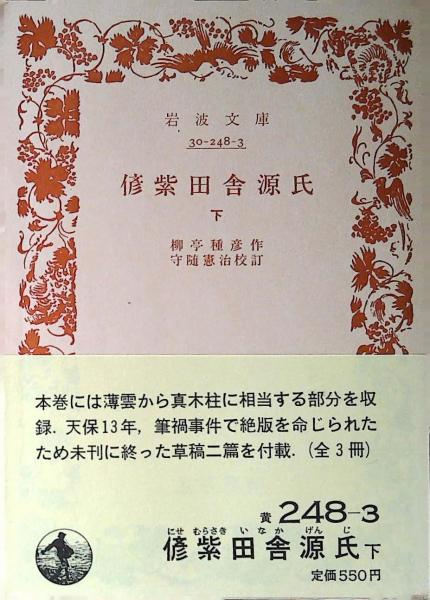 岩波文庫
30-248-3
偐紫田舎源氏
下
柳亭種彦作
守随憲治校訂
本巻には薄雲から真木柱に相当する部分を収
録．天保13年，筆禍事件で絶版を命じられた
ため未刊に終った草稿二篇を付載．（全3冊）
黄 248-3
にせ むらさき いなか げんじ
偐紫田舎源氏 下
定価550円